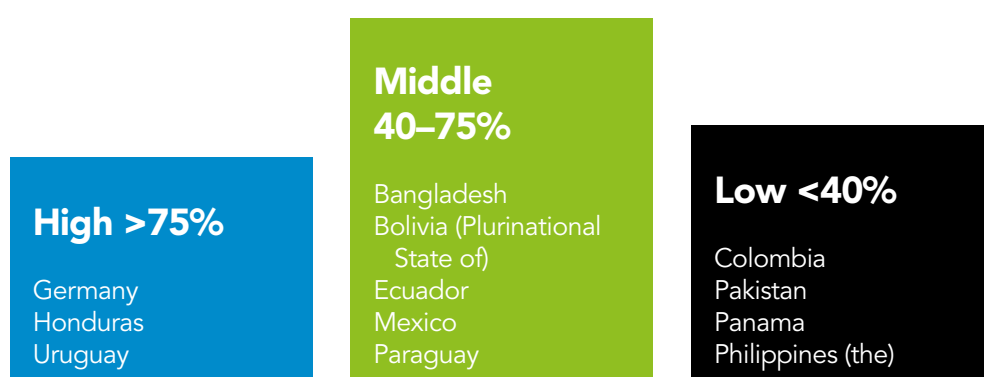 High >75%
Germany
Honduras
Uruguay
Middle
40–75%
Bangladesh
Bolivia (Plurinational
State of)
Ecuador
Mexico
Paraguay
Low <40%
Colombia
Pakistan
Panama
Philippines (the)